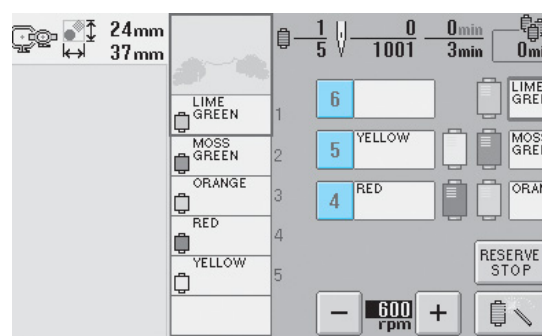 24mm
37mm
1
5
0
1001
0min
3min
LIME
GREEN
1
MOSS
GREEN
2
ORANGE
3
RED
4
YELLOW
5
6
5
YELLOW
4
RED
RESERVE
STOP
−
600
rpm
+